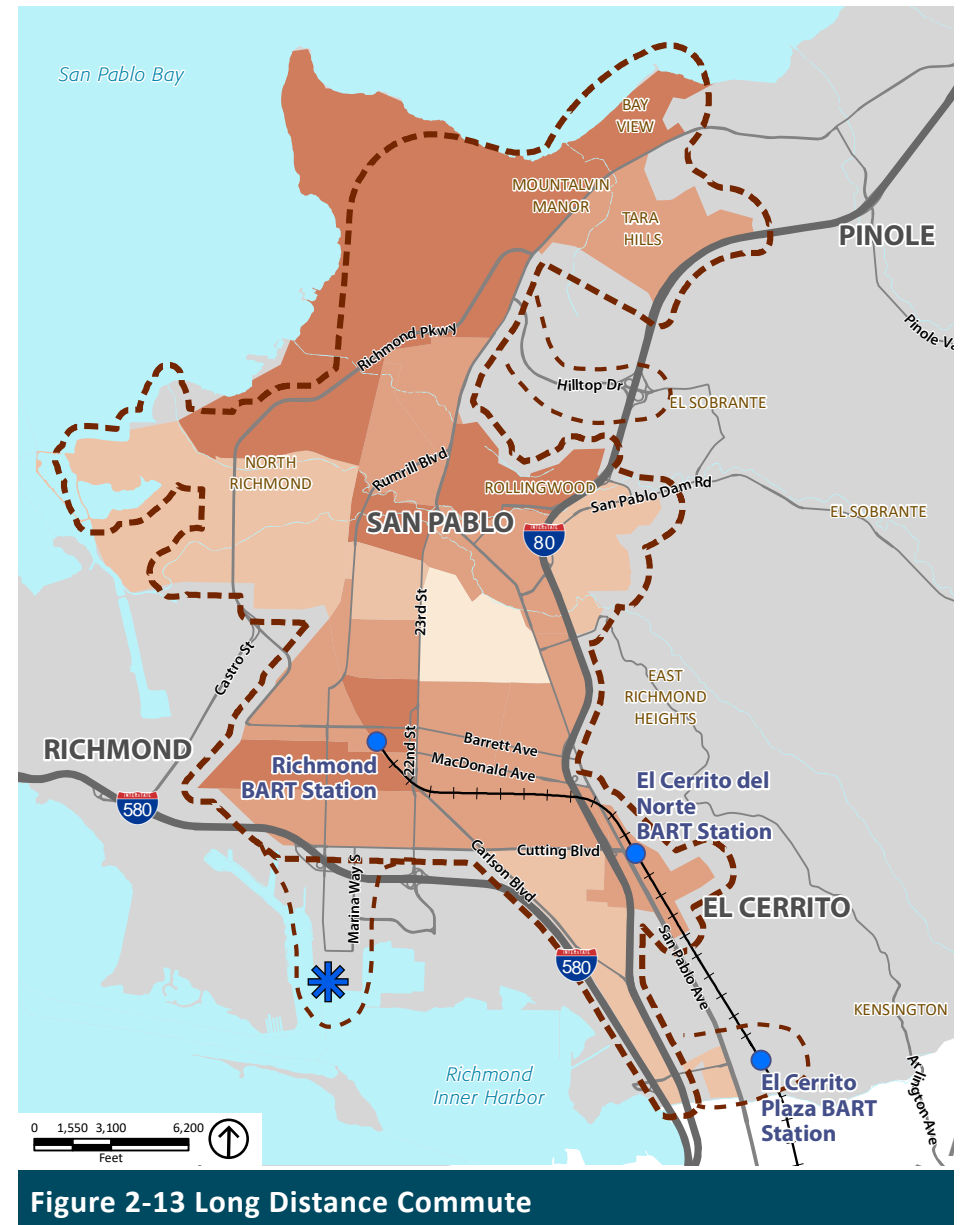 San Pablo Bay
BAY
VIEW
MOUNTALVIN
MANOR
TARA
HILLS
PINOLE
Richmond Pkwy
Hilltop Dr
EL SOBRANTE
NORTH
RICHMOND
Rumrill Blvd
ROLLINGWOOD
San Pablo Dam Rd
EL SOBRANTE
SAN PABLO
INTERSTATE
80
23rd St
Castro St
EAST
RICHMOND
HEIGHTS
RICHMOND
Richmond
BART Station
22nd St
Barrett Ave
MacDonald Ave
El Cerrito del
Norte
BART Station
INTERSTATE
580
Cutting Blvd
Carlson Blvd
Marina Way S
EL CERRITO
San Pablo Ave
INTERSTATE
580
KENSINGTON
Richmond
Inner Harbor
El Cerrito
Plaza BART
Station
Arlington Ave
0 1,550 3,100 6,200
Feet
Figure 2-13 Long Distance Commute